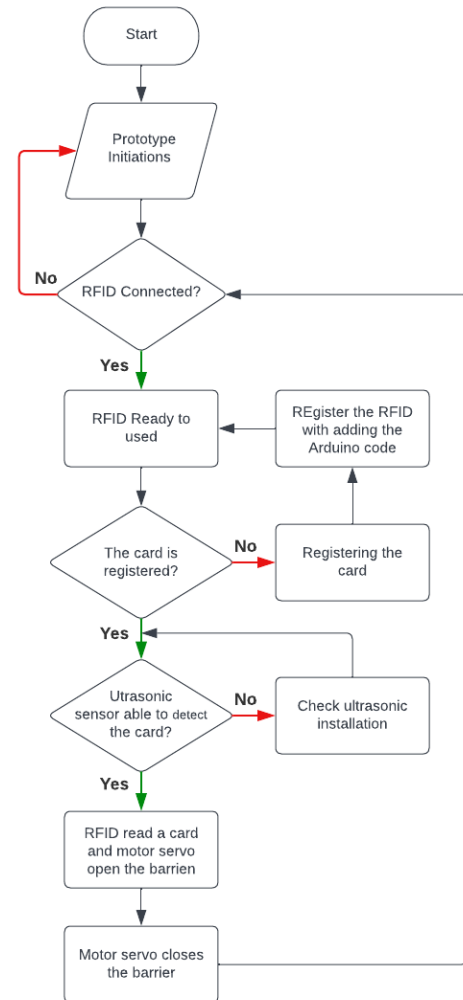 Start
Prototype
Initiations
No
RFID Connected?
Yes
RFID Ready to
used
REgister the RFID
with adding the
Arduino code
The card is
registered?
No
Registering the
card
Yes
Utrasonic
sensor able to detect
the card?
No
Check ultrasonic
installation
Yes
RFID read a card
and motor servo
open the barrien
Motor servo closes
the barrier